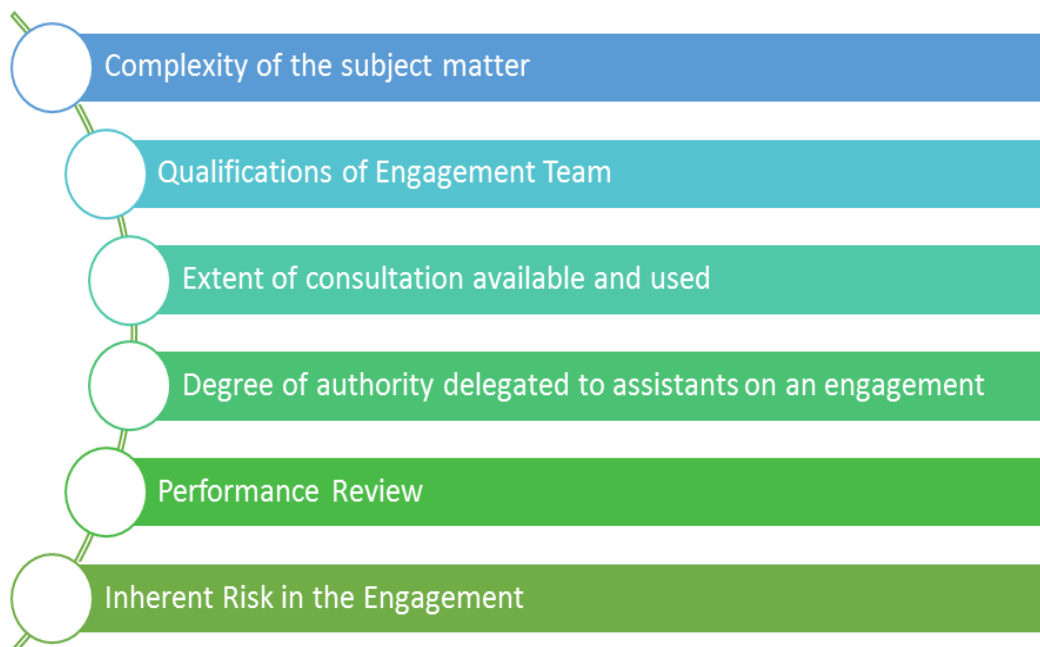 Complexity of the subject matter
Qualifications of Engagement Team
Extent of consultation available and used
Degree of authority delegated to assistants on an engagement
Performance Review
Inherent Risk in the Engagement